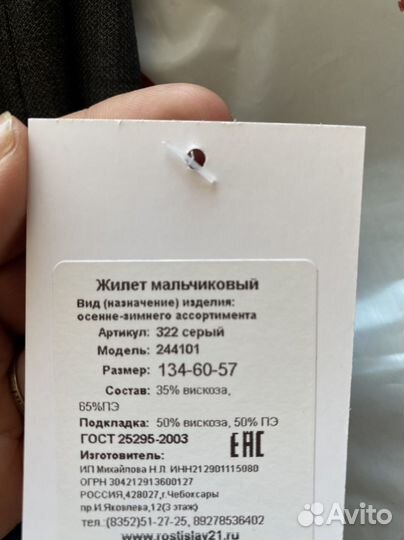 Жилет мальчиковый
Вид (назначение) изделия:
осенне-зимнего ассортимента
Артикул: 322 серый
Модель: 244101
Размер: 134-60-57
Состав: 35% вискоза,
65%ПЭ
Подкладка: 50% вискоза, 50% ПЭ
ГОСТ 25295-2003
EAC
Изготовитель:
ИП Михайлова Н.Л. ИНН212901115080
ОГРН 304212913600127
РОССИЯ,428027,г.Чебоксары
пр.И.Яковлева,12(3 этаж)
тел.:(8352)51-27-25, 89278536402
www.rostislav21.ru
Avito